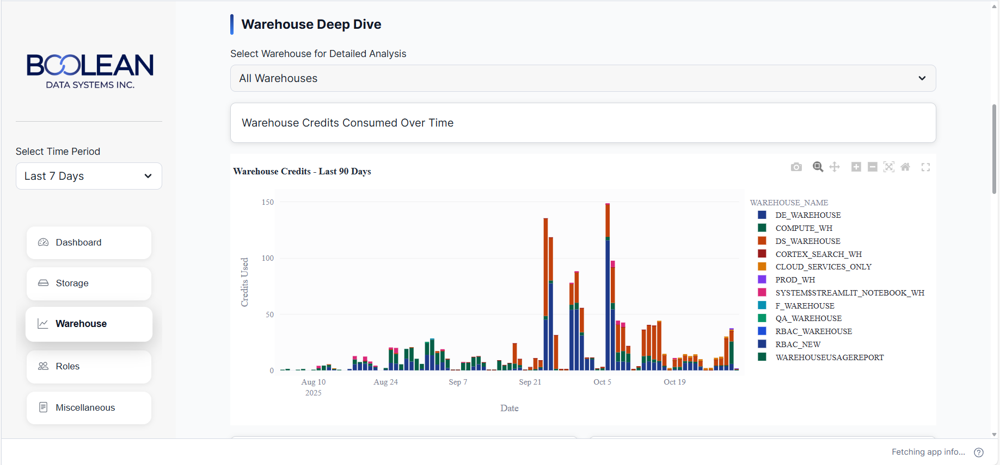 BOOLEAN
DATA SYSTEMS INC.
Select Time Period
Last 7 Days
Dashboard
Storage
Warehouse
Roles
Miscellaneous
Warehouse Deep Dive
Select Warehouse for Detailed Analysis
All Warehouses
Warehouse Credits Consumed Over Time
Warehouse Credits - Last 90 Days
150
100
50
0
Credits Used
Aug 10
2025
Aug 24
Sep 7
Sep 21
Oct 5
Oct 19
Date
WAREHOUSE_NAME
DE_WAREHOUSE
COMPUTE_WH
DS_WAREHOUSE
CORTEX_SEARCH_WH
CLOUD_SERVICES_ONLY
PROD_WH
SYSTEM$STREAMLIT_NOTEBOOK_WH
F_WAREHOUSE
QA_WAREHOUSE
RBAC_WAREHOUSE
RBAC_NEW
WAREHOUSEUSAGEREPORT
Fetching app info...